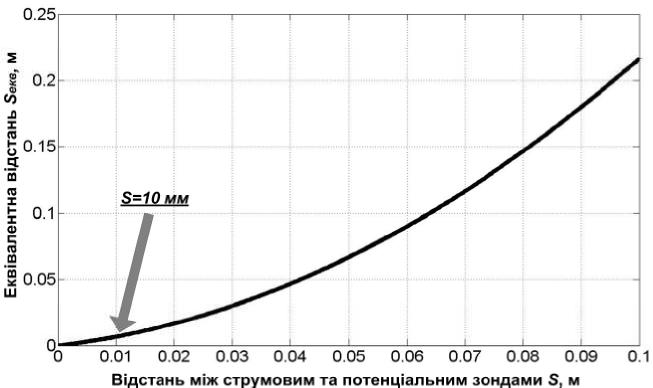 0.25
0.2
0.15
0.1
0.05
0
Еквівалентна відстань Sекв, м
S=10 мм
0 0.01 0.02 0.03 0.04 0.05 0.06 0.07 0.08 0.09 0.1
Відстань між струмовим та потенціальним зондами S, м